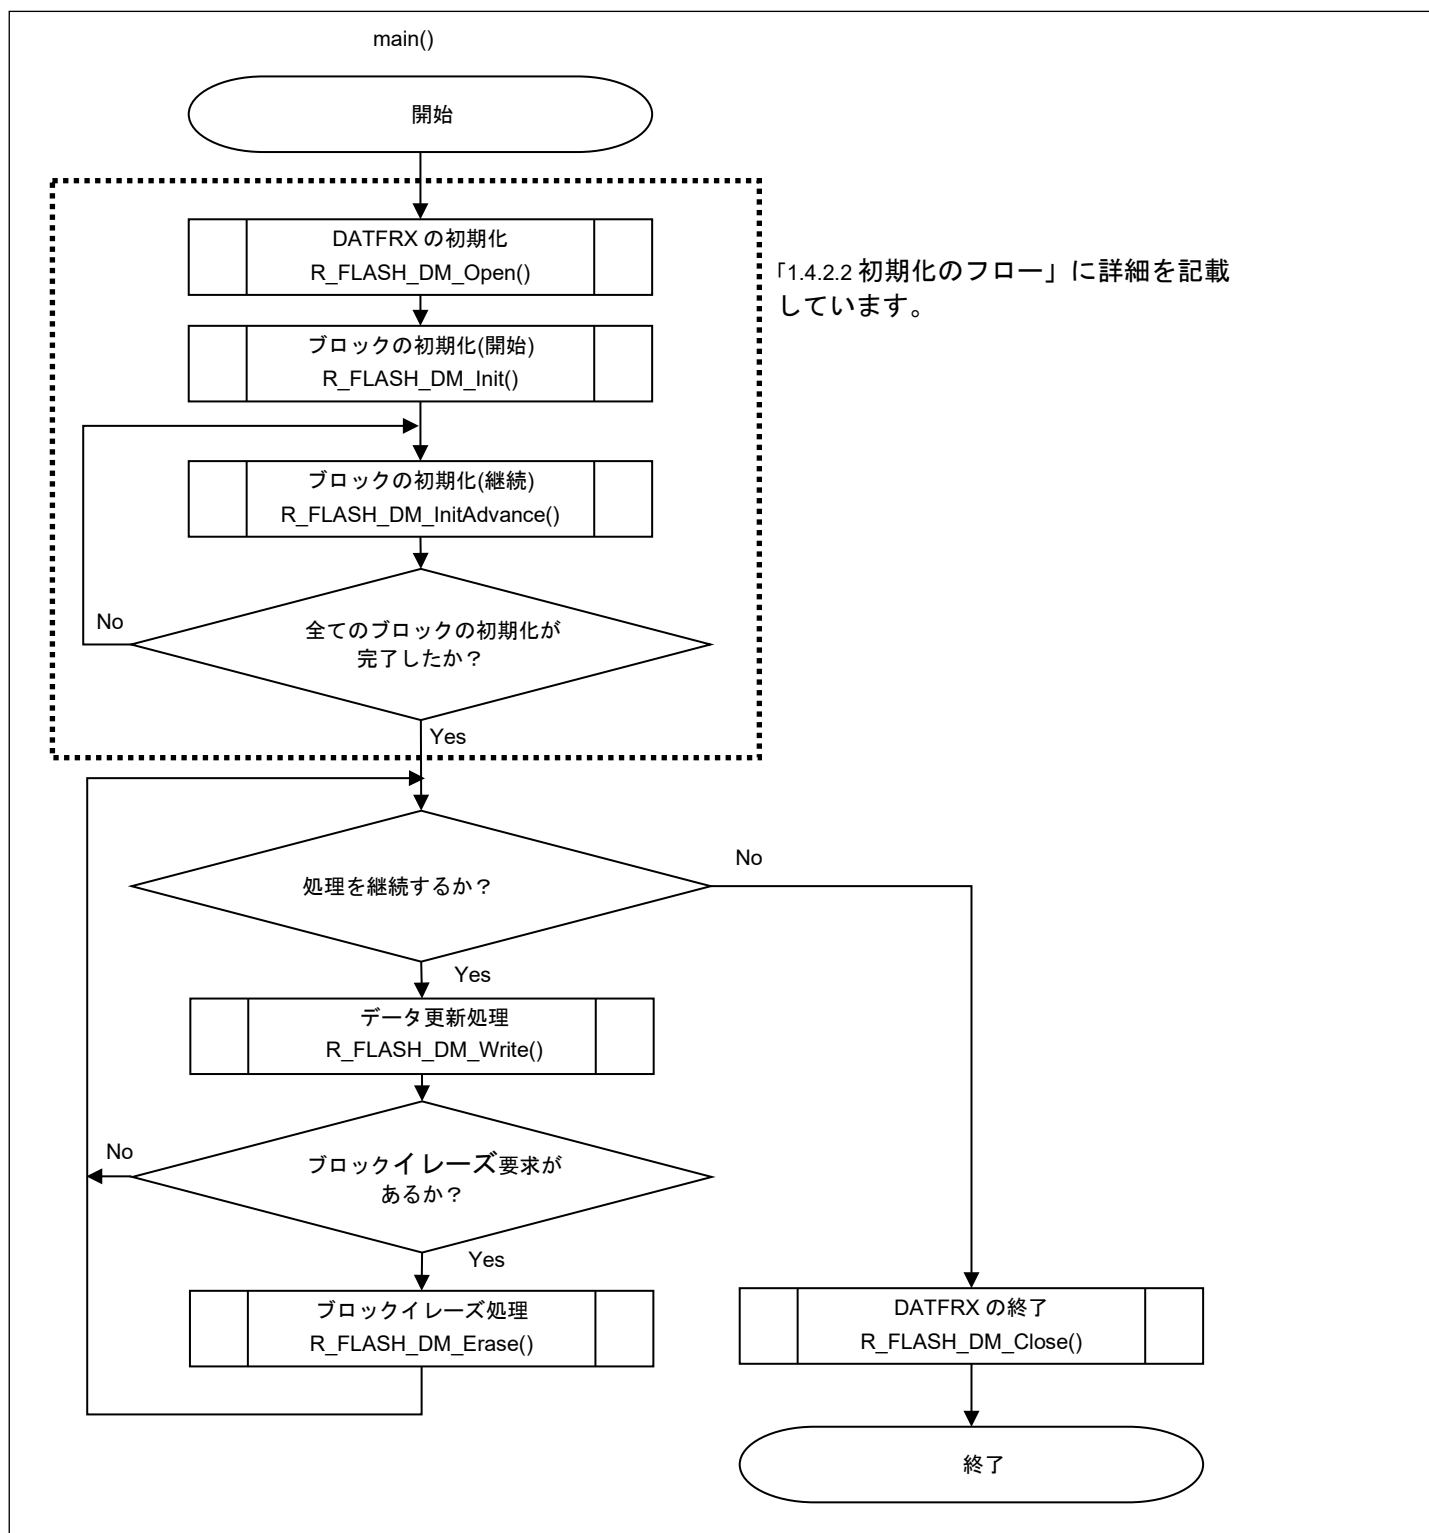 main()
開始
DATFRX の初期化
R_FLASH_DM_Open()
「1.4.2.2 初期化のフロー」に詳細を記載
しています。
ブロックの初期化(開始)
R_FLASH_DM_Init()
ブロックの初期化(継続)
R_FLASH_DM_InitAdvance()
No
全てのブロックの初期化が
完了したか？
Yes
処理を継続するか？
No
Yes
データ更新処理
R_FLASH_DM_Write()
No
ブロックイレーズ要求が
あるか？
Yes
ブロックイレーズ処理
R_FLASH_DM_Erase()
DATFRX の終了
R_FLASH_DM_Close()
終了